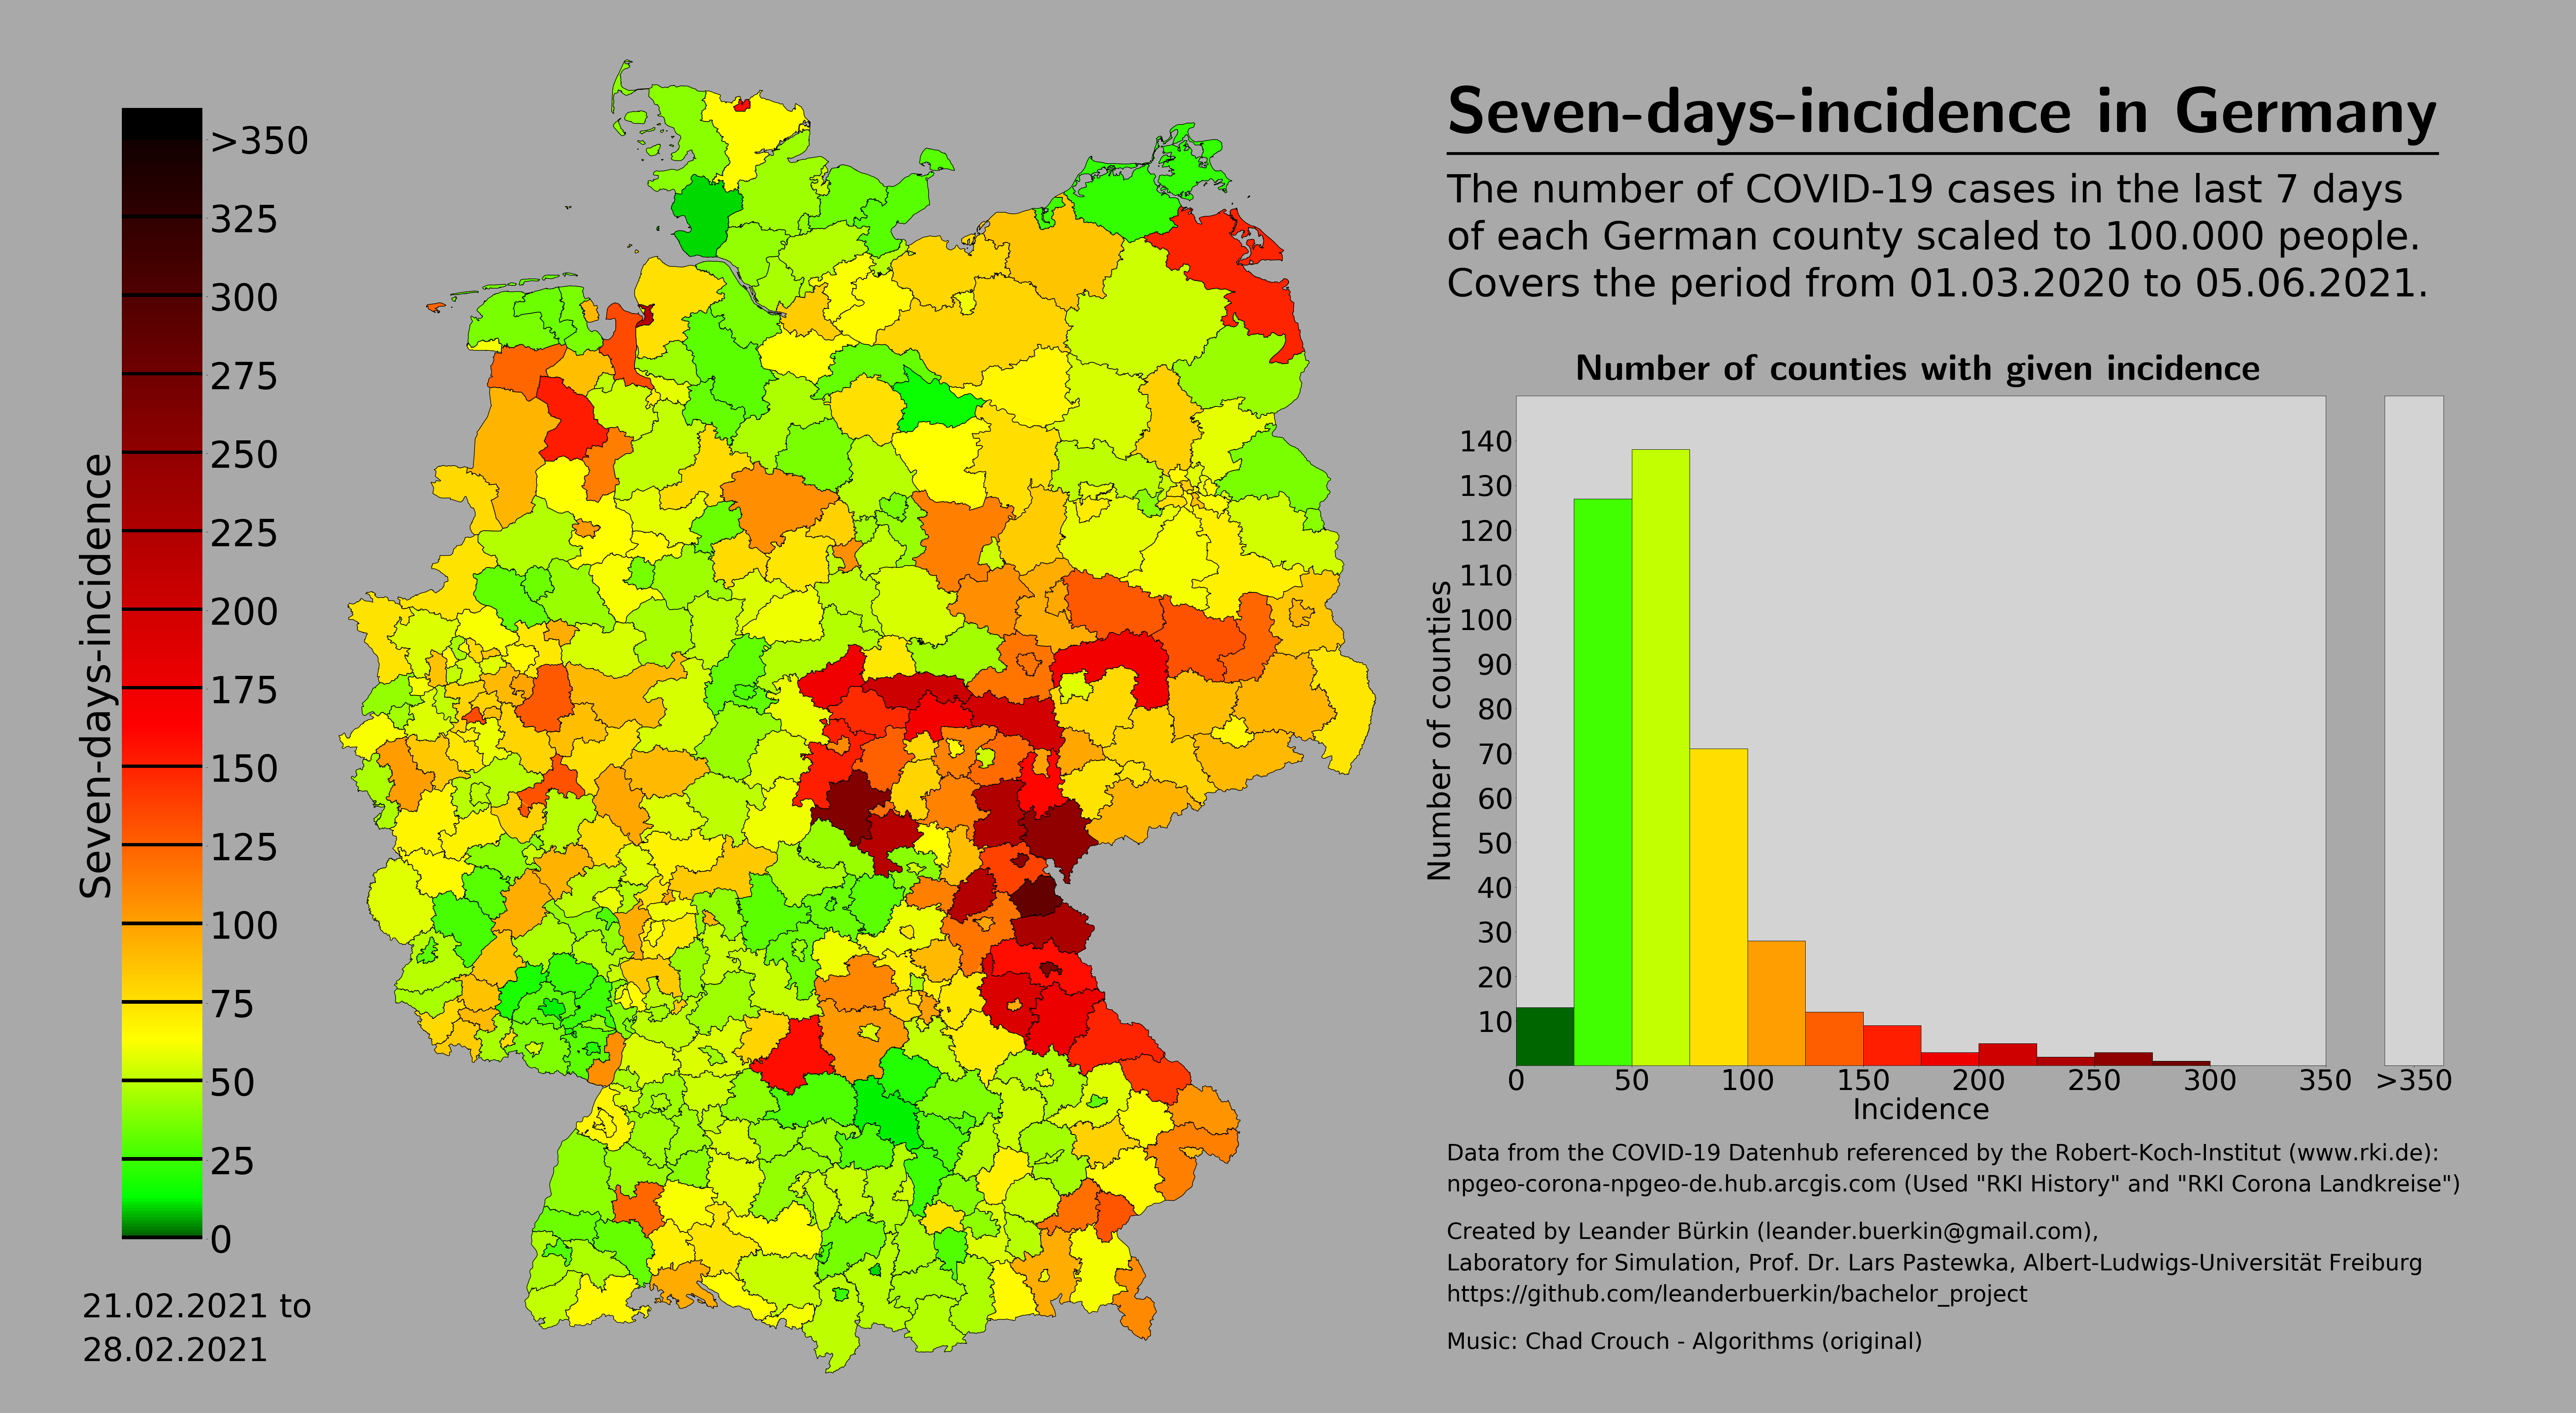 Seven-days-incidence in Germany
The number of COVID-19 cases in the last 7 days
of each German county scaled to 100.000 people.
Covers the period from 01.03.2020 to 05.06.2021.
Seven-days-incidence
>350
325
300
275
250
225
200
175
150
125
100
75
50
25
0
21.02.2021 to
28.02.2021
Number of counties with given incidence
Number of counties
140
130
120
110
100
90
80
70
60
50
40
30
20
10
0 50 100 150 200 250 300 350 >350
Incidence
Data from the COVID-19 Datenhub referenced by the Robert-Koch-Institut (www.rki.de):
npgeo-corona-npgeo-de.hub.arcgis.com (Used "RKI History" and "RKI Corona Landkreise")
Created by Leander Bürkin (leander.buerkin@gmail.com),
Laboratory for Simulation, Prof. Dr. Lars Pastewka, Albert-Ludwigs-Universität Freiburg
https://github.com/leanderbuerkin/bachelor_project
Music: Chad Crouch - Algorithms (original)